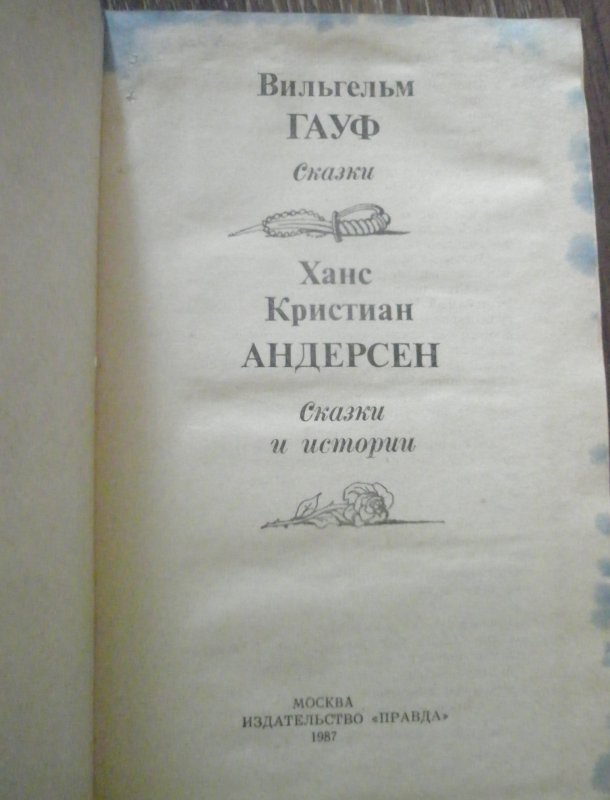 Вильгельм
ГАУФ
Сказки
Ханс
Кристиан
АНДЕРСЕН
Сказки
и истории
МОСКВА
ИЗДАТЕЛЬСТВО «ПРАВДА»
1987